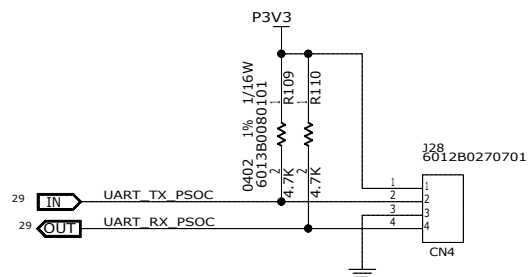 P3V3
0402 1% 1/16W
6013B0080101
1 R109 2 4.7K
1 R110 2 4.7K
J28
6012B0270701
1 1
29 IN UART_TX_PSOC 2 2
3 3
29 OUT UART_RX_PSOC 4 4
CN4